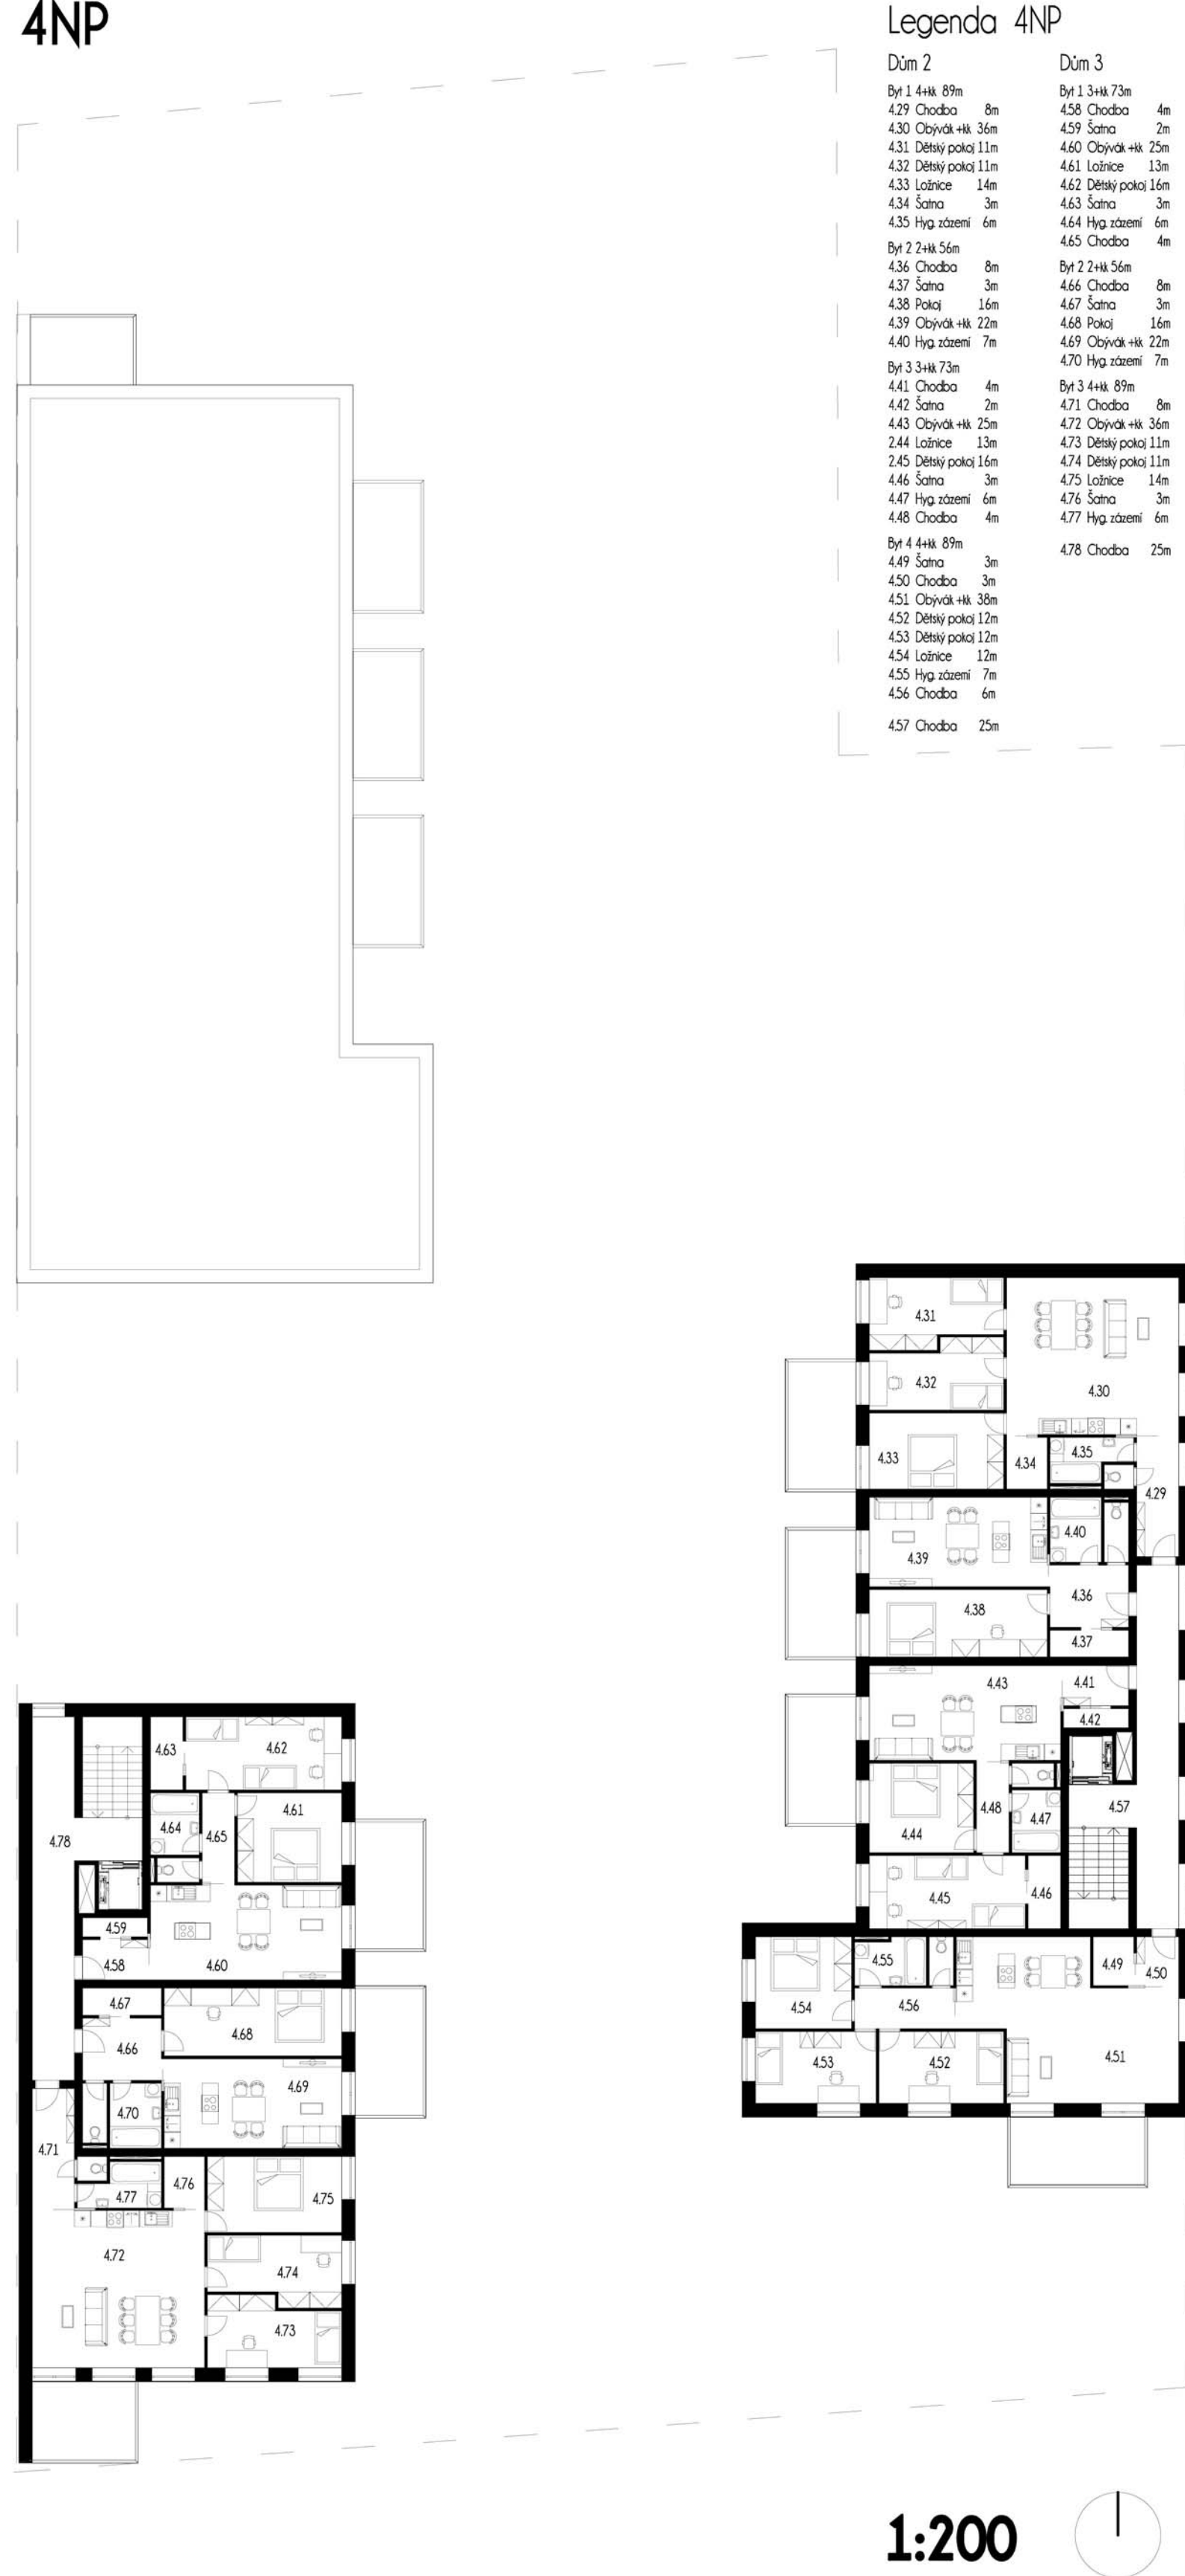 4NP
Legenda 4NP
Dům 2
Byt 1 4+kk 89m
4.29 Chodba 8m
4.30 Obývák +kk 36m
4.31 Dětský pokoj 11m
4.32 Dětský pokoj 11m
4.33 Ložnice 14m
4.34 Šatna 3m
4.35 Hyg. zázemí 6m
Byt 2 2+kk 56m
4.36 Chodba 8m
4.37 Šatna 3m
4.38 Pokoj 16m
4.39 Obývák +kk 22m
4.40 Hyg. zázemí 7m
Byt 3 3+kk 73m
4.41 Chodba 4m
4.42 Šatna 2m
4.43 Obývák +kk 25m
2.44 Ložnice 13m
2.45 Dětský pokoj 16m
4.46 Šatna 3m
4.47 Hyg. zázemí 6m
4.48 Chodba 4m
Byt 4 4+kk 89m
4.49 Šatna 3m
4.50 Chodba 3m
4.51 Obývák +kk 38m
4.52 Dětský pokoj 12m
4.53 Dětský pokoj 12m
4.54 Ložnice 12m
4.55 Hyg. zázemí 7m
4.56 Chodba 6m
4.57 Chodba 25m
Dům 3
Byt 1 3+kk 73m
4.58 Chodba 4m
4.59 Šatna 2m
4.60 Obývák +kk 25m
4.61 Ložnice 13m
4.62 Dětský pokoj 16m
4.63 Šatna 3m
4.64 Hyg. zázemí 6m
4.65 Chodba 4m
Byt 2 2+kk 56m
4.66 Chodba 8m
4.67 Šatna 3m
4.68 Pokoj 16m
4.69 Obývák +kk 22m
4.70 Hyg. zázemí 7m
Byt 3 4+kk 89m
4.71 Chodba 8m
4.72 Obývák +kk 36m
4.73 Dětský pokoj 11m
4.74 Dětský pokoj 11m
4.75 Ložnice 14m
4.76 Šatna 3m
4.77 Hyg. zázemí 6m
4.78 Chodba 25m
4.31
4.32
4.30
4.33
4.34
4.35
4.29
4.39
4.40
4.36
4.38
4.37
4.43
4.41
4.42
4.44
4.48
4.47
4.57
4.45
4.46
4.54
4.55
4.56
4.49
4.50
4.53
4.52
4.51
4.63
4.62
4.61
4.64
4.65
4.78
4.59
4.58
4.60
4.67
4.68
4.66
4.69
4.70
4.71
4.77
4.76
4.75
4.72
4.74
4.73
1:200